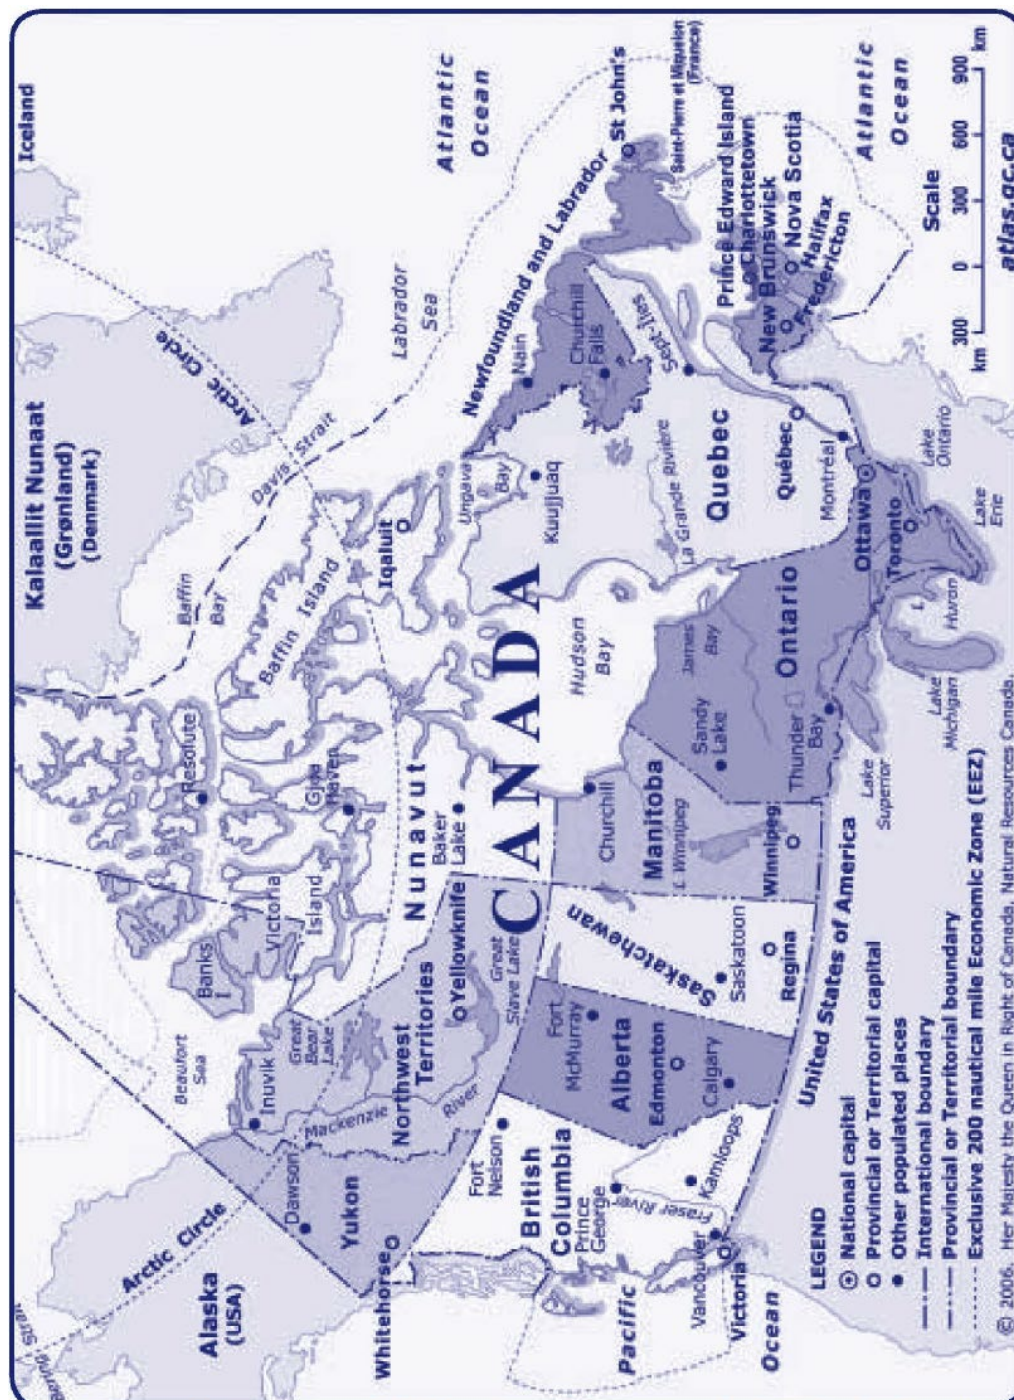 Iceland
Kalaallit Nunaat
(Grønland)
(Denmark)
Atlantic
Ocean
Arctic Circle
Labrador
Sea
Davis Strait
Baffin
Bay
Baffin Island
Iqaluit
Resolute
Gjoa
Haven
Victoria
Island
Banks
I.
Beaufort
Sea
Arctic Circle
Alaska
(USA)
Inuvik
Great
Bear
Lake
Mackenzie
River
Dawson
Yukon
Whitehorse
Northwest
Territories
Yellowknife
Great
Slave Lake
Nunavut
Baker
Lake
CANADA
Hudson
Bay
Ungava
Bay
Kuujjuaq
Newfoundland and Labrador
Nain
Churchill
Falls
St John's
Saint-Pierre et Miquelon
(France)
Prince Edward Island
Charlottetown
New Brunswick
Nova Scotia
Halifax
Fredericton
Atlantic
Ocean
Sept-Îles
La Grande Rivière
Quebec
Québec
Montréal
Ottawa
Toronto
Lake
Ontario
Lake
Erie
L.
Huron
Lake
Michigan
Lake
Superior
James
Bay
Ontario
Sandy
Lake
Thunder
Bay
Churchill
Manitoba
L. Winnipeg
Winnipeg
Saskatchewan
Saskatoon
Regina
Fort
McMurray
Alberta
Edmonton
Calgary
Fort
Nelson
British
Columbia
Prince
George
Fraser River
Kamloops
Vancouver
Victoria
Pacific
Ocean
United States of America
LEGEND
National capital
Provincial or Territorial capital
Other populated places
International boundary
Provincial or Territorial boundary
Exclusive 200 nautical mile Economic Zone (EEZ)
Scale
km 300 0 300 600 900 km
© 2006. Her Majesty the Queen in Right of Canada, Natural Resources Canada.
atlas.gc.ca